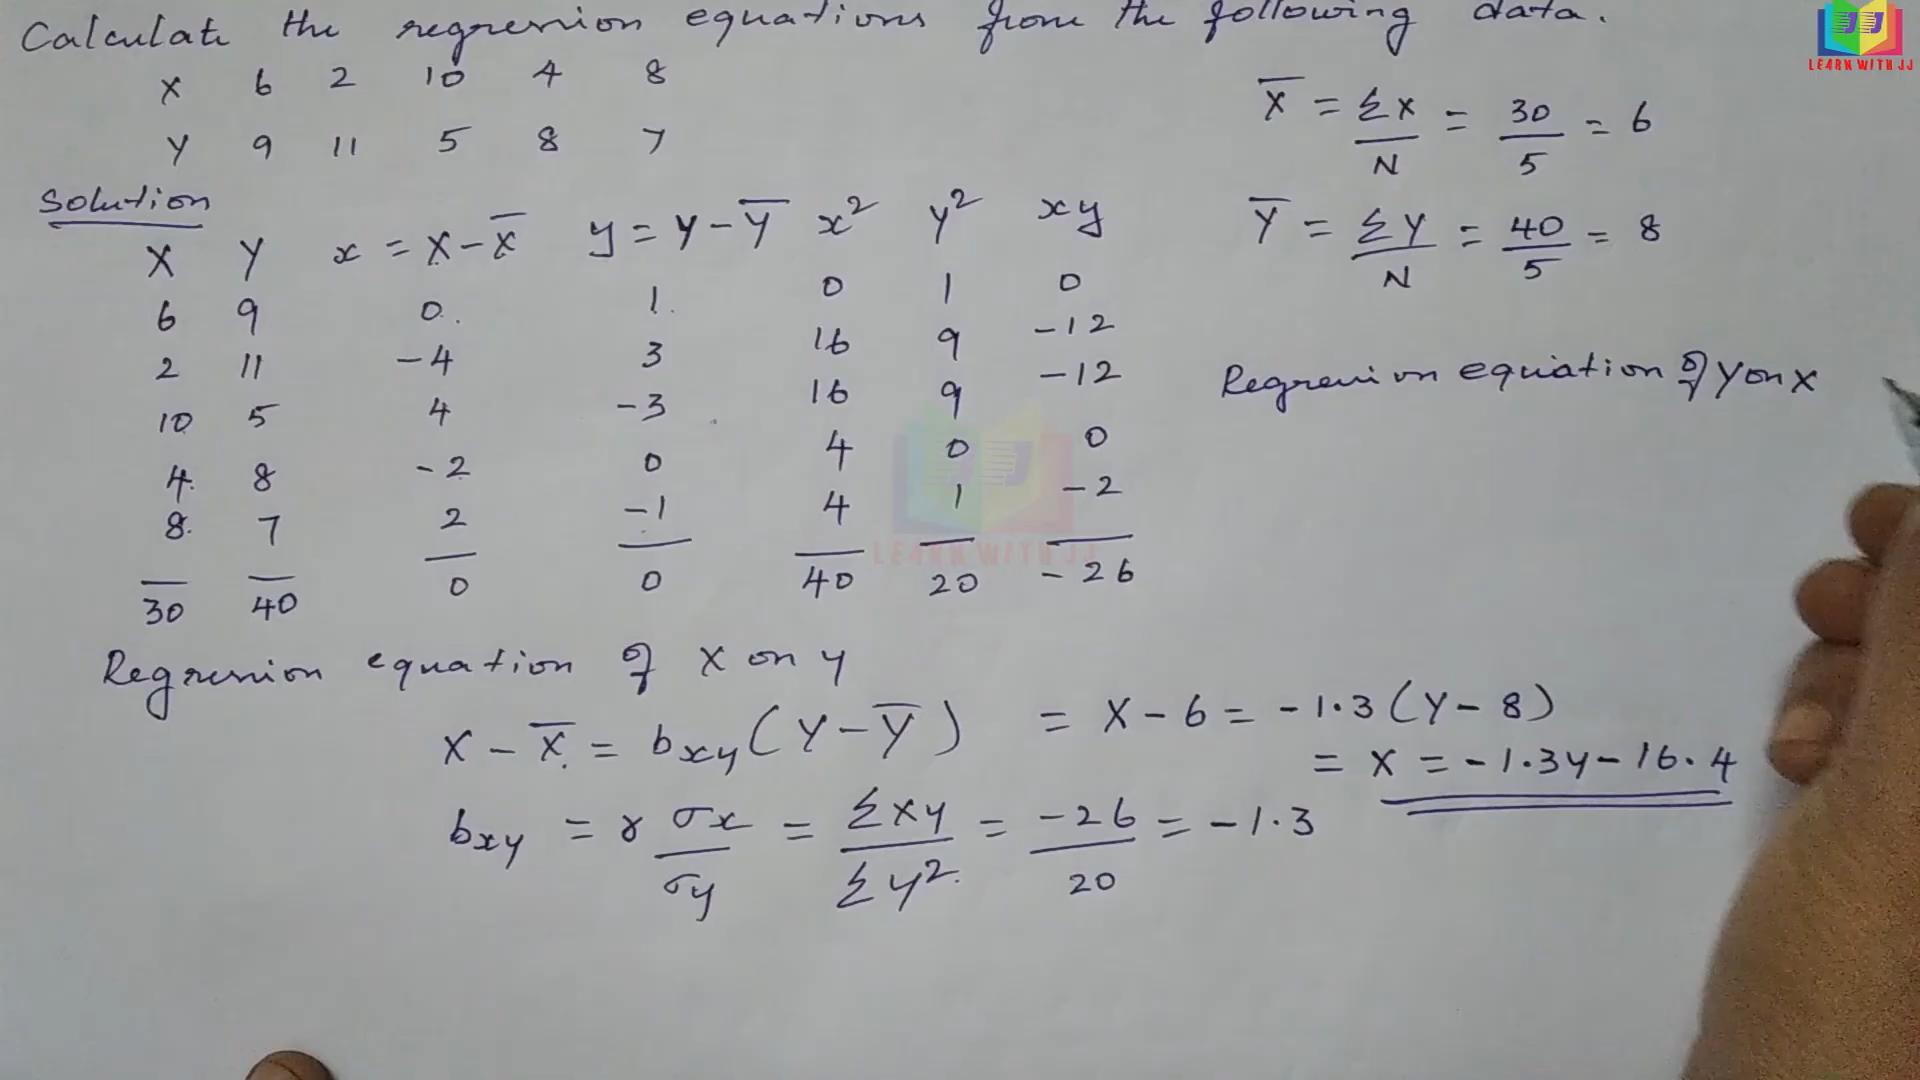 Calculate the regression equations from the following data.
X 6 2 10 4 8
Y 9 11 5 8 7
Solution
X Y x = X - X̅ y = Y - Y̅ x² y² xy
6 9 0 1 0 1 0
2 11 -4 3 16 9 -12
10 5 4 -3 16 9 -12
4 8 -2 0 4 0 0
8 7 2 -1 4 1 -2
30 40 0 0 40 20 -26
X̅ = ΣX/N = 30/5 = 6
Y̅ = ΣY/N = 40/5 = 8
Regression equation of Y on X
Regression equation of X on Y
X - X̅ = bxy (Y - Y̅) = X - 6 = -1.3 (Y - 8)
= X = -1.3y - 16.4
bxy = r σx/σy = Σxy/Σy² = -26/20 = -1.3
LEARN WITH JJ
LEARN WITH JJ